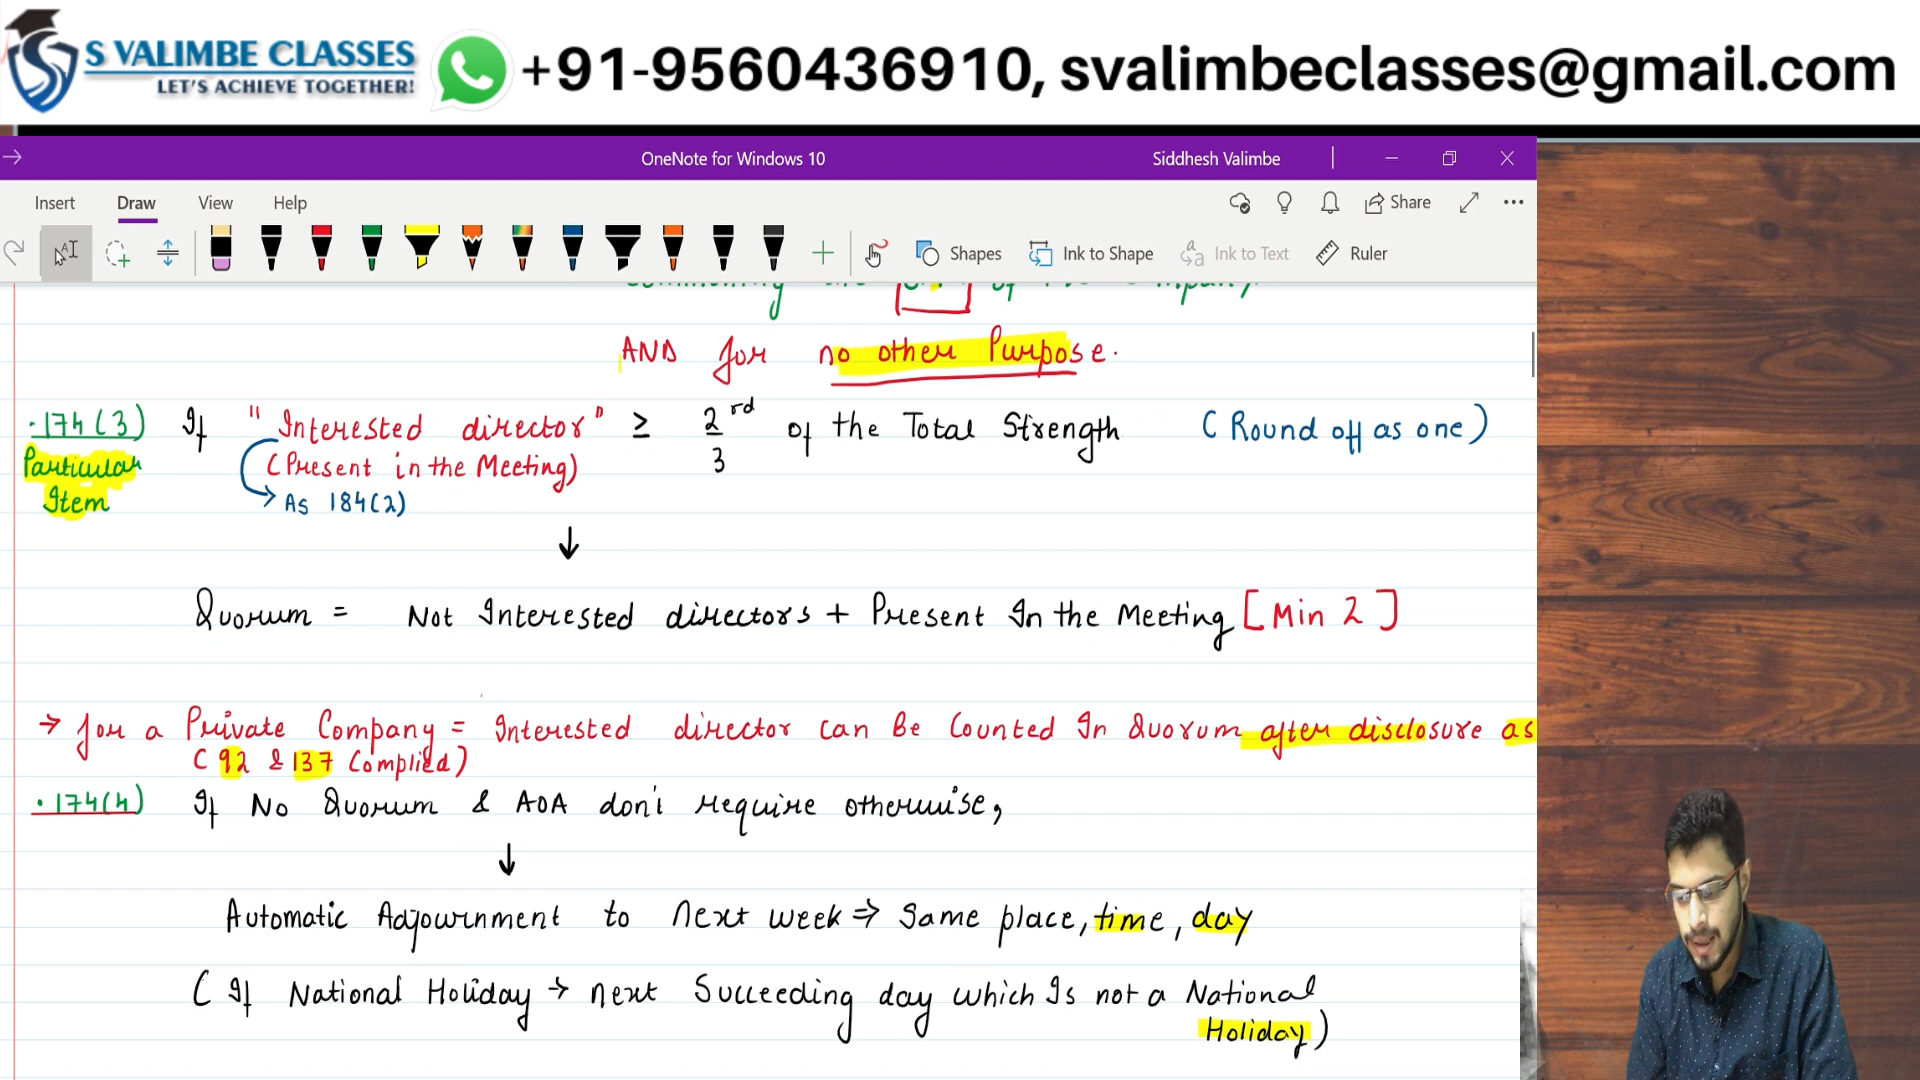 S VALIMBE CLASSES
LET'S ACHIEVE TOGETHER!
+91-9560436910, svalimbeclasses@gmail.com
OneNote for Windows 10
Siddhesh Valimbe
Insert Draw View Help
Share
Shapes Ink to Shape Ink to Text Ruler
AND for no other Purpose.
.174(3) If "Interested director" ≥ 2/3 rd of the Total Strength (Round off as one)
Particular (Present in the Meeting)
Item → As 184(2)
↓
Quorum = Not Interested directors + Present In the Meeting [Min 2]
→ for a Private Company = Interested director can be Counted In Quorum after disclosure as
(92 & 137 Complied)
.174(4) If No Quorum & AOA don't require otherwise,
↓
Automatic Adjournment to next week ⇒ Same place, time, day
(If National Holiday → next Succeeding day which Is not a National
Holiday)